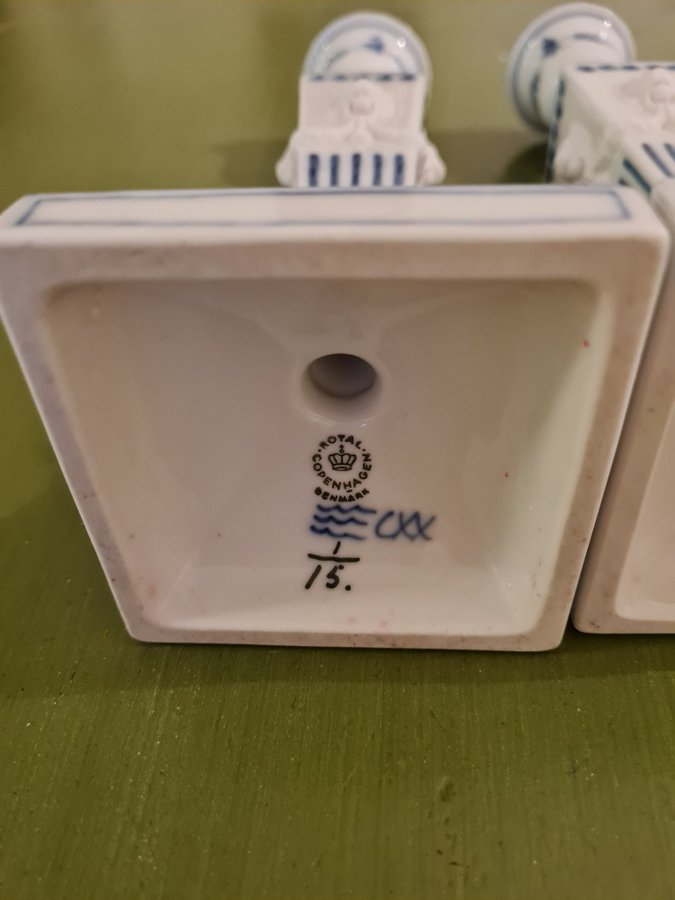 ROYAL
COPENHAGEN
DENMARK
CXX
1
15.